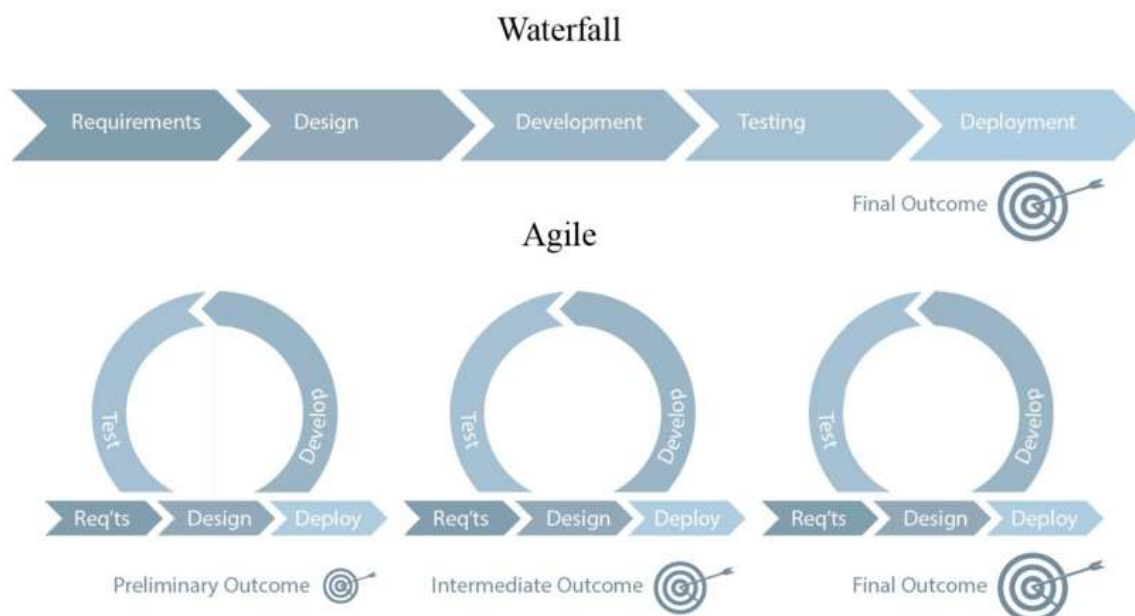 Waterfall
Requirements Design Development Testing Deployment
Final Outcome
Agile
Test Develop Test Develop Test Develop
Req'ts Design Deploy Req'ts Design Deploy Req'ts Design Deploy
Preliminary Outcome Intermediate Outcome Final Outcome